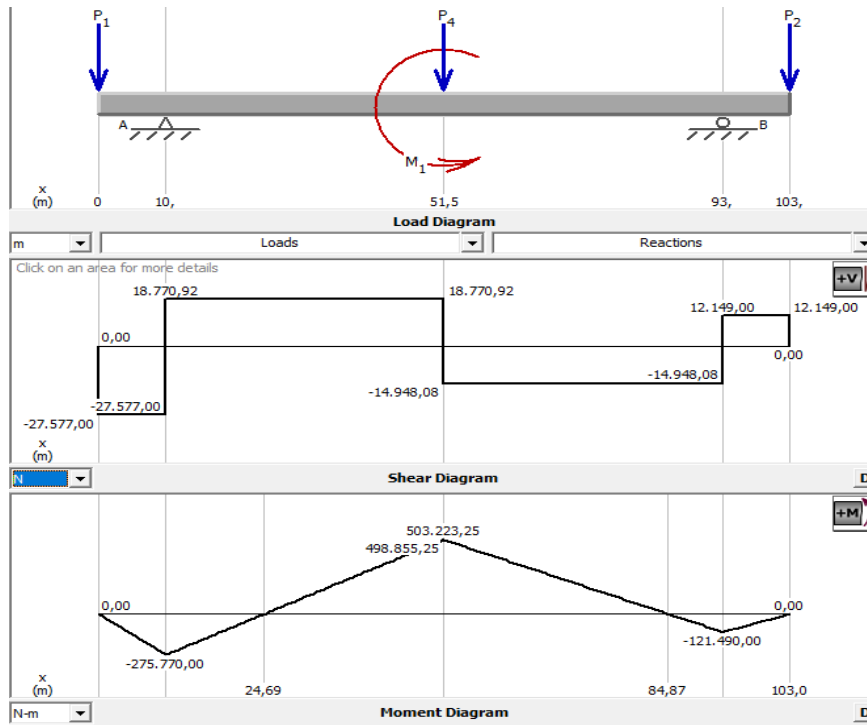 P1 P4 P2
A B
M1
x
(m) 0 10, 51,5 93, 103,
Load Diagram
m Loads Reactions
Click on an area for more details
+V
18.770,92 18.770,92 12.149,00 12.149,00
0,00 0,00
-27.577,00 -14.948,08 -14.948,08
-27.577,00
x
(m)
N Shear Diagram D
+M
503.223,25
498.855,25
0,00 0,00
-275.770,00 -121.490,00
x
(m) 24,69 84,87 103,0
N-m Moment Diagram D